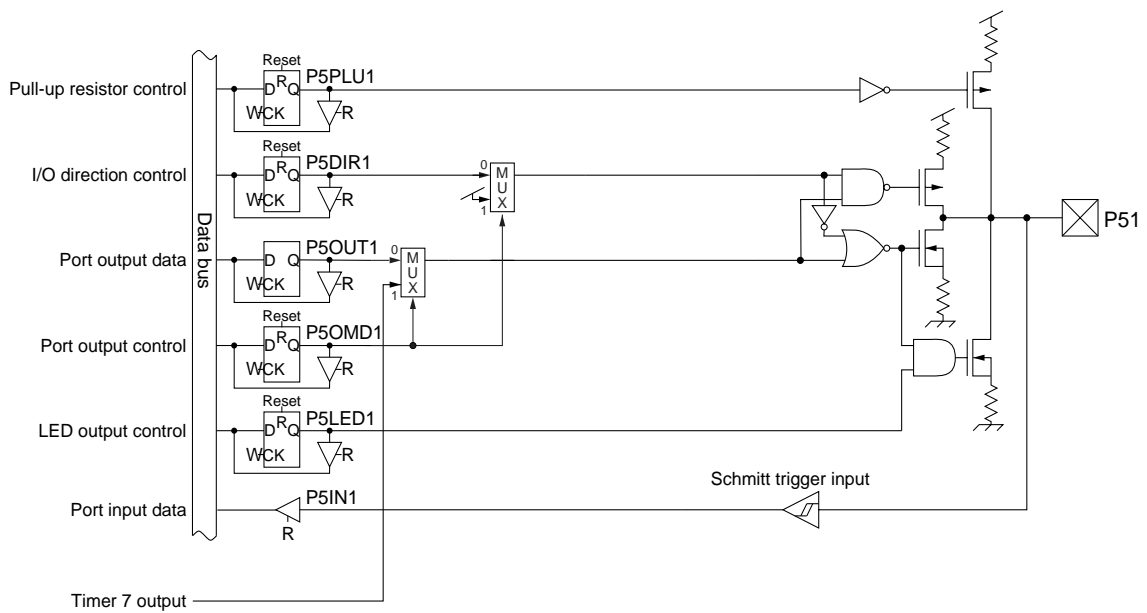 Reset
Pull-up resistor control
D R Q
P5PLU1
W CK
R
Reset
I/O direction control
D R Q
P5DIR1
W CK
R
0
MUX
1
Data bus
P51
Port output data
D Q
P5OUT1
W CK
R
0
MUX
1
Reset
Port output control
D R Q
P5OMD1
W CK
R
Reset
LED output control
D R Q
P5LED1
W CK
R
Schmitt trigger input
Port input data
P5IN1
R
Timer 7 output